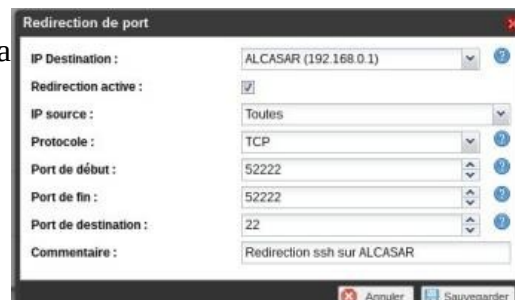 Redirection de port
a
IP Destination : ALCASAR (192.168.0.1)
Redirection active :
IP source : Toutes
Protocole : TCP
Port de début : 52222
Port de fin : 52222
Port de destination : 22
Commentaire : Redirection ssh sur ALCASAR
Annuler Sauvegarder